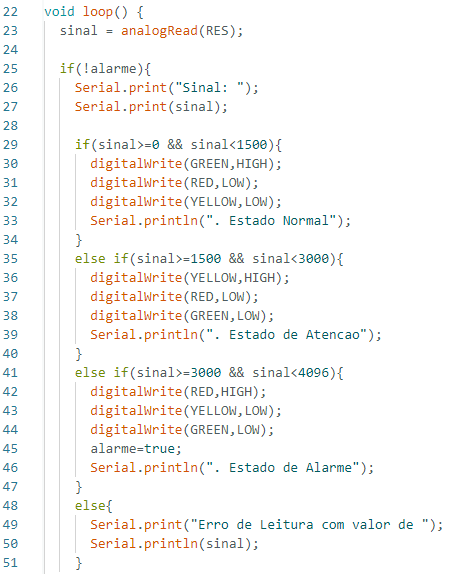 22 void loop() {
23   sinal = analogRead(RES);
24
25   if(!alarme){
26     Serial.print("Sinal: ");
27     Serial.print(sinal);
28
29     if(sinal>=0 && sinal<1500){
30       digitalWrite(GREEN,HIGH);
31       digitalWrite(RED,LOW);
32       digitalWrite(YELLOW,LOW);
33       Serial.println(". Estado Normal");
34     }
35     else if(sinal>=1500 && sinal<3000){
36       digitalWrite(YELLOW,HIGH);
37       digitalWrite(RED,LOW);
38       digitalWrite(GREEN,LOW);
39       Serial.println(". Estado de Atencao");
40     }
41     else if(sinal>=3000 && sinal<4096){
42       digitalWrite(RED,HIGH);
43       digitalWrite(YELLOW,LOW);
44       digitalWrite(GREEN,LOW);
45       alarme=true;
46       Serial.println(". Estado de Alarme");
47     }
48     else{
49       Serial.print("Erro de Leitura com valor de ");
50       Serial.println(sinal);
51     }